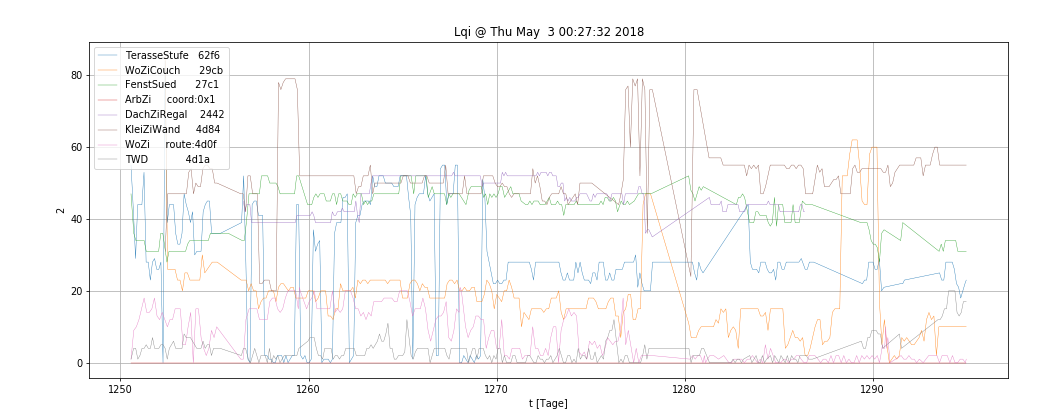 Lqi @ Thu May  3 00:27:32 2018
80
60
40
20
0
2
TerasseStufe   62f6
WoZiCouch      29cb
FenstSued      27c1
ArbZi     coord:0x1
DachZiRegal    2442
KleiZiWand     4d84
WoZi     route:4d0f
TWD            4d1a
1250 1260 1270 1280 1290
t [Tage]